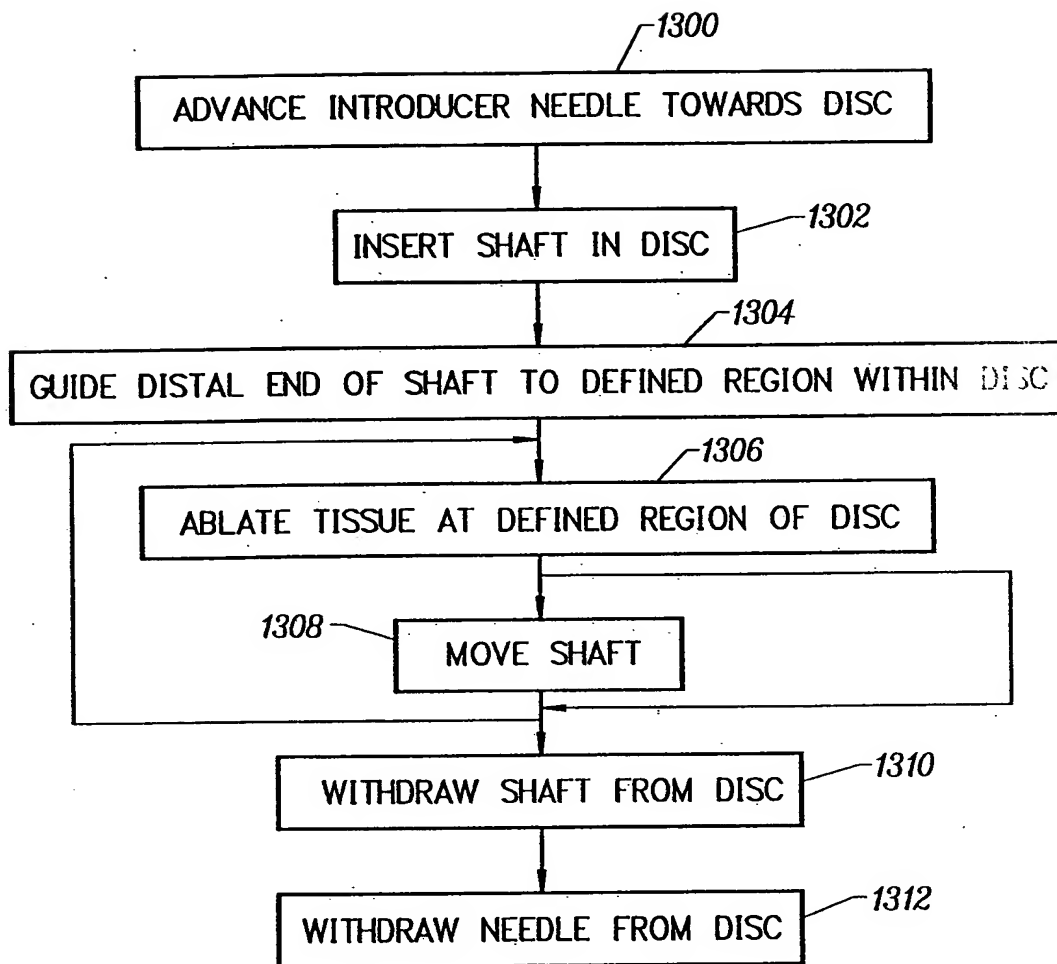 1300
ADVANCE INTRODUCER NEEDLE TOWARDS DISC
1302
INSERT SHAFT IN DISC
1304
GUIDE DISTAL END OF SHAFT TO DEFINED REGION WITHIN DISC
1306
ABLATE TISSUE AT DEFINED REGION OF DISC
1308
MOVE SHAFT
1310
WITHDRAW SHAFT FROM DISC
1312
WITHDRAW NEEDLE FROM DISC